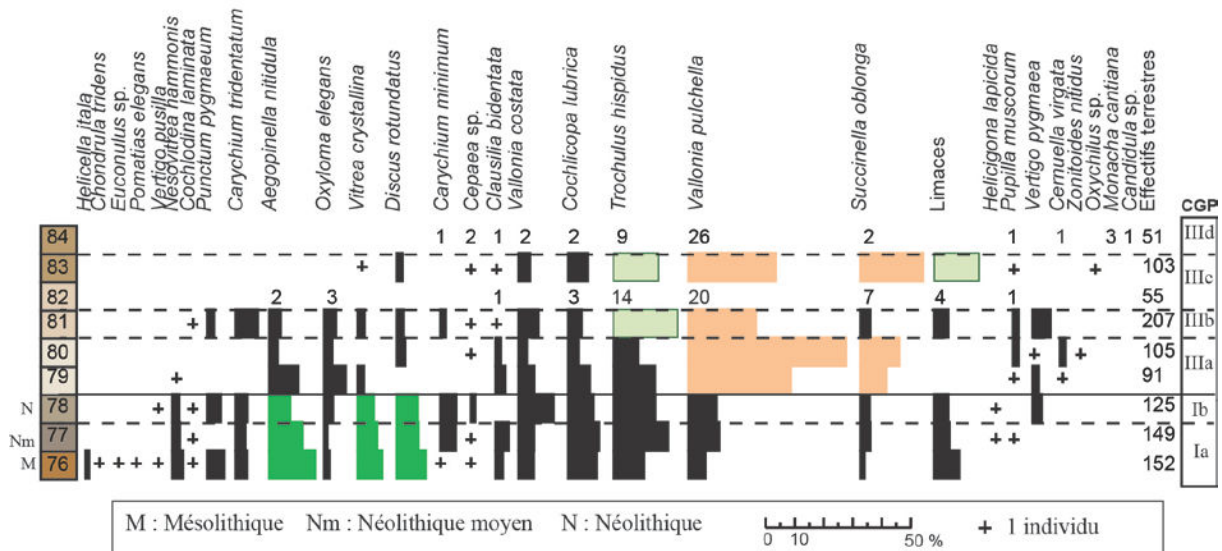 Helicella itala
Chondrula tridens
Euconulus sp.
Pomatias elegans
Vertigo pusilla
Nesovitrea hammonis
Cochlodina laminata
Punctum pygmaeum
Carychium tridentatum
Aegopinella nitidula
Oxyloma elegans
Vitrea crystallina
Discus rotundatus
Carychium minimum
Cepaea sp.
Clausilia bidentata
Vallonia costata
Cochlicopa lubrica
Trochulus hispidus
Vallonia pulchella
Succinella oblonga
Limaces
Helicigona lapicida
Pupilla muscorum
Vertigo pygmaea
Cernuella virgata
Zonitoides nitidus
Oxychilus sp.
Monacha cantiana
Candidula sp.
Effectifs terrestres
CGP
84 1 2 1 2 2 9 26 2 1 1 3 1 51 IIId
83 + + + + + 103 IIIc
82 2 3 1 3 14 20 7 4 1 55
81 + + + 207 IIIb
80 + + + 105 IIIa
79 + + + 91
N 78 + + + 125 Ib
Nm 77 + + + + 149 Ia
M 76 + + + + + + 152
M : Mésolithique Nm : Néolithique moyen N : Néolithique 0 10 50 % + 1 individu